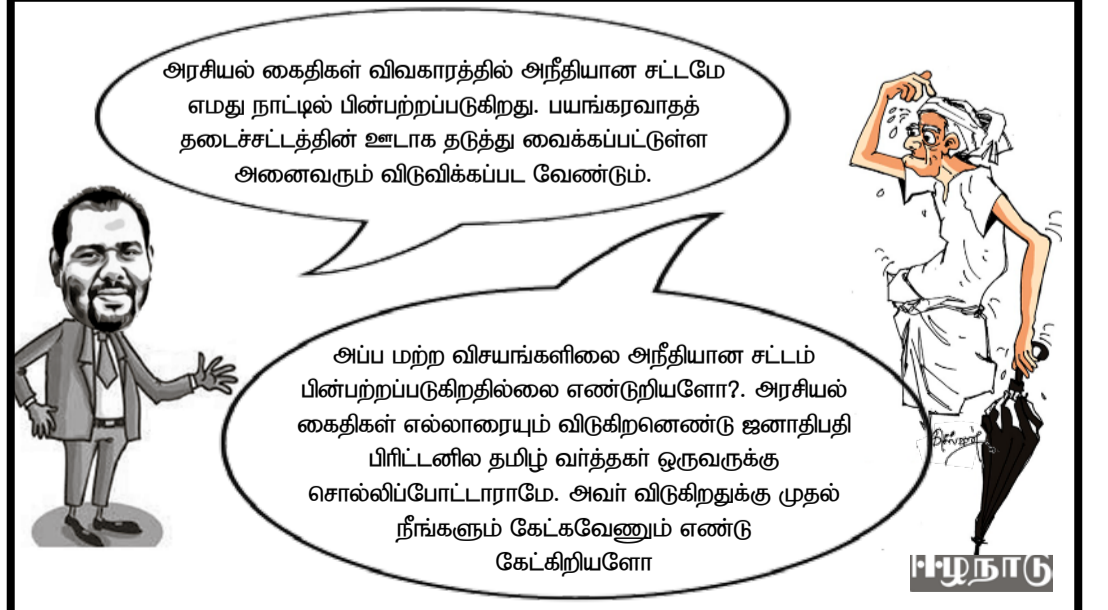 அரசியல் கைதிகள் விவகாரத்தில் அநீதியான சட்டமே
எமது நாட்டில் பின்பற்றப்படுகிறது. பயங்கரவாதத்
தடைச்சட்டத்தின் ஊடாக தடுத்து வைக்கப்பட்டுள்ள
அனைவரும் விடுவிக்கப்பட வேண்டும்.
அப்ப மற்ற விசயங்களிலை அநீதியான சட்டம்
பின்பற்றப்படுகிறதில்லை எண்டுறியளோ?. அரசியல்
கைதிகள் எல்லாரையும் விடுகிறனெண்டு ஜனாதிபதி
பிரிட்டனில தமிழ் வர்த்தகர் ஒருவருக்கு
சொல்லிப்போட்டாராமே. அவர் விடுகிறதுக்கு முதல்
நீங்களும் கேட்கவேணும் எண்டு
கேட்கிறியளோ
ஈழநாடு